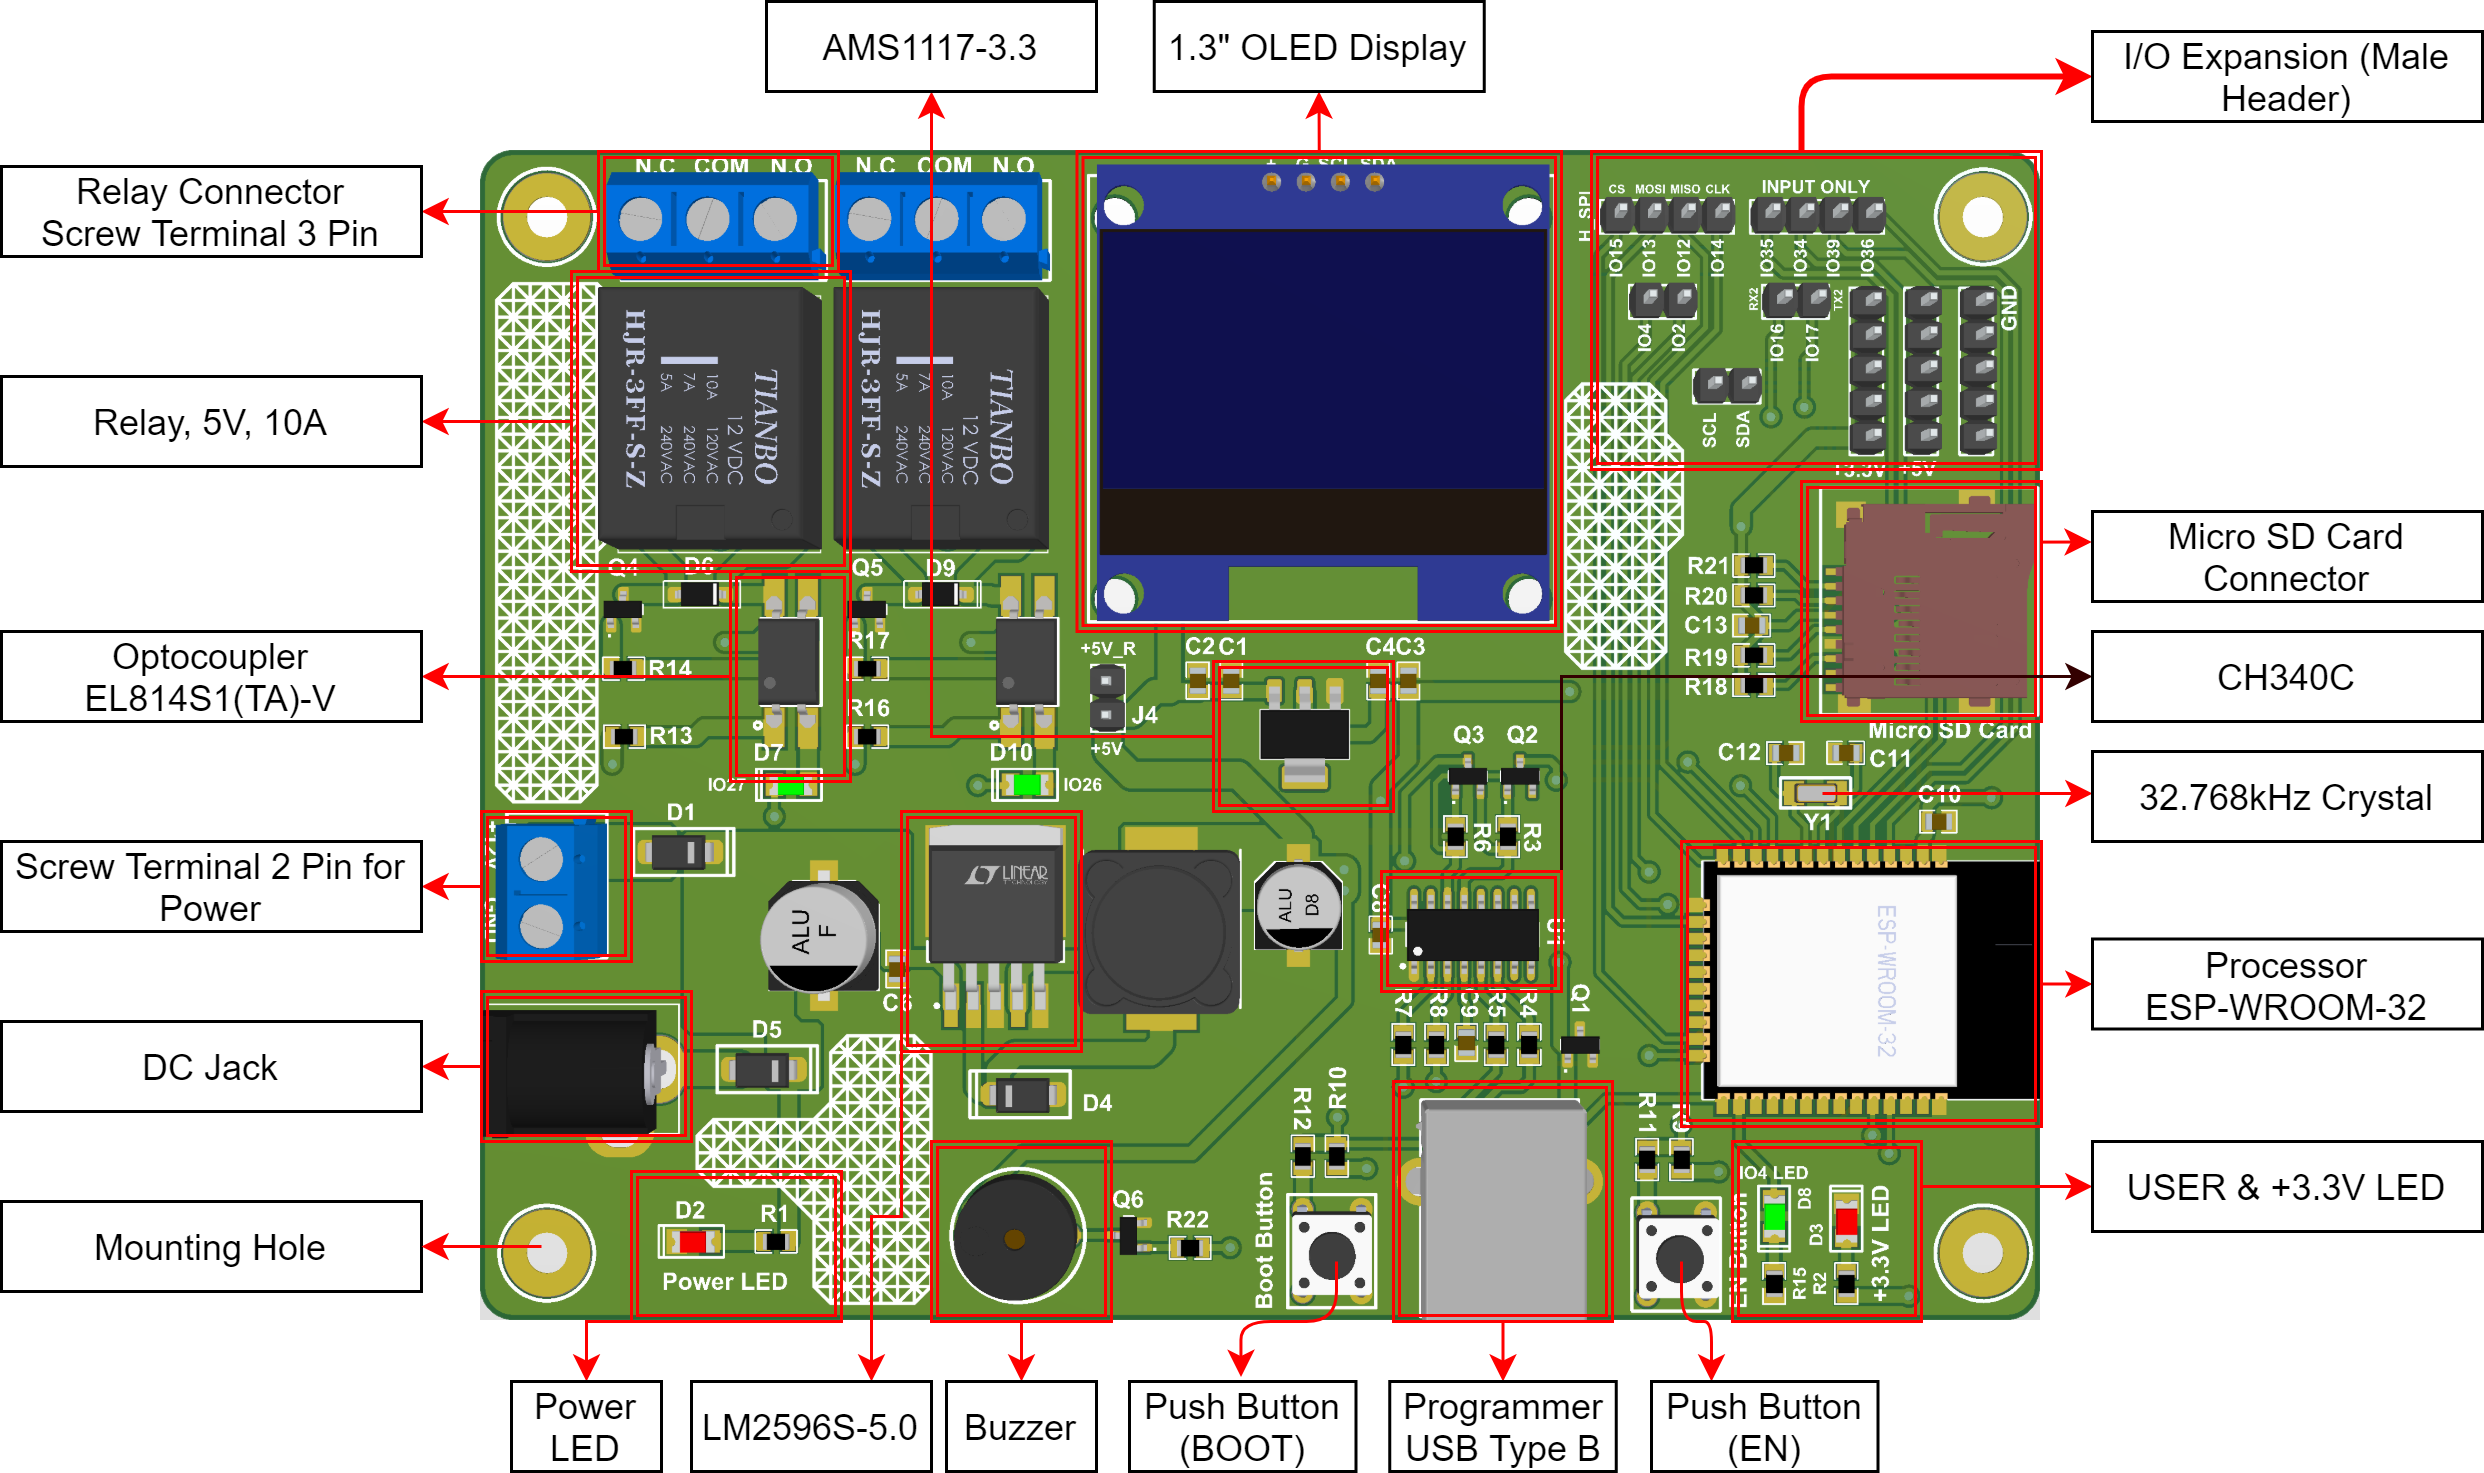 AMS1117-3.3
1.3" OLED Display
I/O Expansion (Male
Header)
Relay Connector
Screw Terminal 3 Pin
Relay, 5V, 10A
Optocoupler
EL814S1(TA)-V
Screw Terminal 2 Pin for
Power
DC Jack
Mounting Hole
Micro SD Card
Connector
CH340C
32.768kHz Crystal
Processor
ESP-WROOM-32
USER & +3.3V LED
Power
LED
LM2596S-5.0
Buzzer
Push Button
(BOOT)
Programmer
USB Type B
Push Button
(EN)
N.C COM N.O
N.C COM N.O
+ G SCL SDA
H_SPI
CS MOSI MISO CLK
INPUT ONLY
IO15 IO13 IO12 IO14
IO35 IO34 IO39 IO36
RX2
TX2
GND
IO4 IO2
IO16 IO17
SCL SDA
+3.3V +5V
HJR-3FF-S-Z
5A 240VAC
7A 240VAC
10A 120VAC
12 VDC
TIANBO
HJR-3FF-S-Z
5A 240VAC
7A 240VAC
10A 120VAC
12 VDC
TIANBO
Q4 D6
Q5 D9
R14
R17
R13
R16
D7
D10
IO27
IO26
+5V_R
J4
+5V
C2 C1
C4 C3
R21
R20
C13
R19
R18
Micro SD Card
C12
C11
Y1
C10
Q3 Q2
R6 R3
D1
LINEAR
TECHNOLOGY
ALU
F
ALU
D8
C6
R7 R8 C9 R5 R4
Q1
ESP-WROOM-32
D5
D4
R12 R10
R11 R9
D2 R1
Power LED
Q6
R22
Boot Button
EN Button
IO4 LED
D8
D3
+3.3V LED
R15
R2